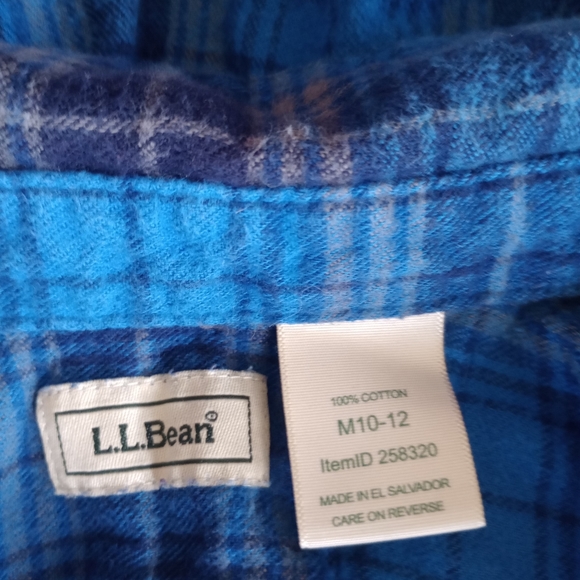 L.L.Bean®
100% COTTON
M10-12
ItemID 258320
MADE IN EL SALVADOR
CARE ON REVERSE